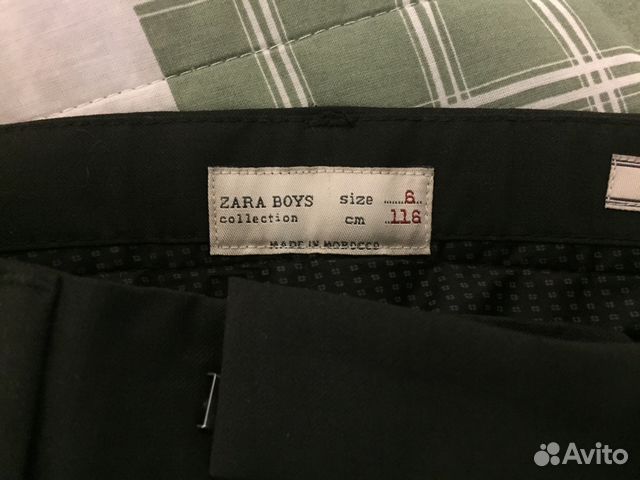 ZARA BOYS size 6
collection cm 116
MADE IN MOROCCO
Avito